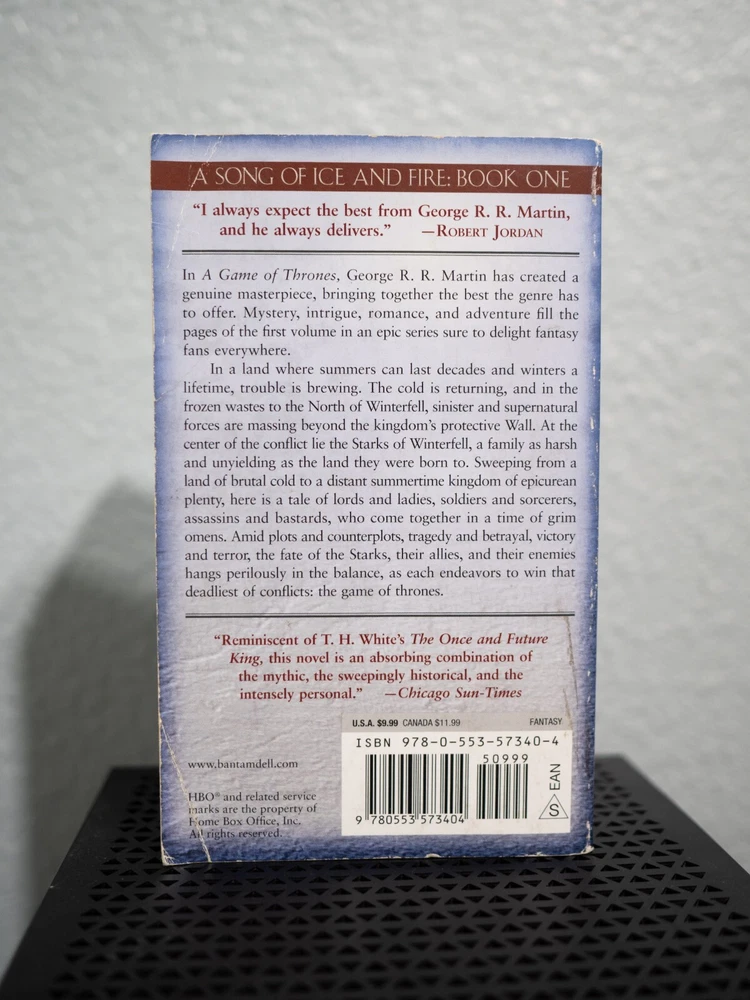 A SONG OF ICE AND FIRE: BOOK ONE
“I always expect the best from George R. R. Martin,
and he always delivers.” —ROBERT JORDAN
In A Game of Thrones, George R. R. Martin has created a
genuine masterpiece, bringing together the best the genre has
to offer. Mystery, intrigue, romance, and adventure fill the
pages of the first volume in an epic series sure to delight fantasy
fans everywhere.
In a land where summers can last decades and winters a
lifetime, trouble is brewing. The cold is returning, and in the
frozen wastes to the North of Winterfell, sinister and supernatural
forces are massing beyond the kingdom’s protective Wall. At the
center of the conflict lie the Starks of Winterfell, a family as harsh
and unyielding as the land they were born to. Sweeping from a
land of brutal cold to a distant summertime kingdom of epicurean
plenty, here is a tale of lords and ladies, soldiers and sorcerers,
assassins and bastards, who come together in a time of grim
omens. Amid plots and counterplots, tragedy and betrayal, victory
and terror, the fate of the Starks, their allies, and their enemies
hangs perilously in the balance, as each endeavors to win that
deadliest of conflicts: the game of thrones.
“Reminiscent of T. H. White’s The Once and Future
King, this novel is an absorbing combination of
the mythic, the sweepingly historical, and the
intensely personal.” —Chicago Sun-Times
U.S.A. $9.99 CANADA $11.99 FANTASY
ISBN 978-0-553-57340-4
50999
9 780553 573404
S EAN
www.bantamdell.com
HBO® and related service
marks are the property of
Home Box Office, Inc.
All rights reserved.